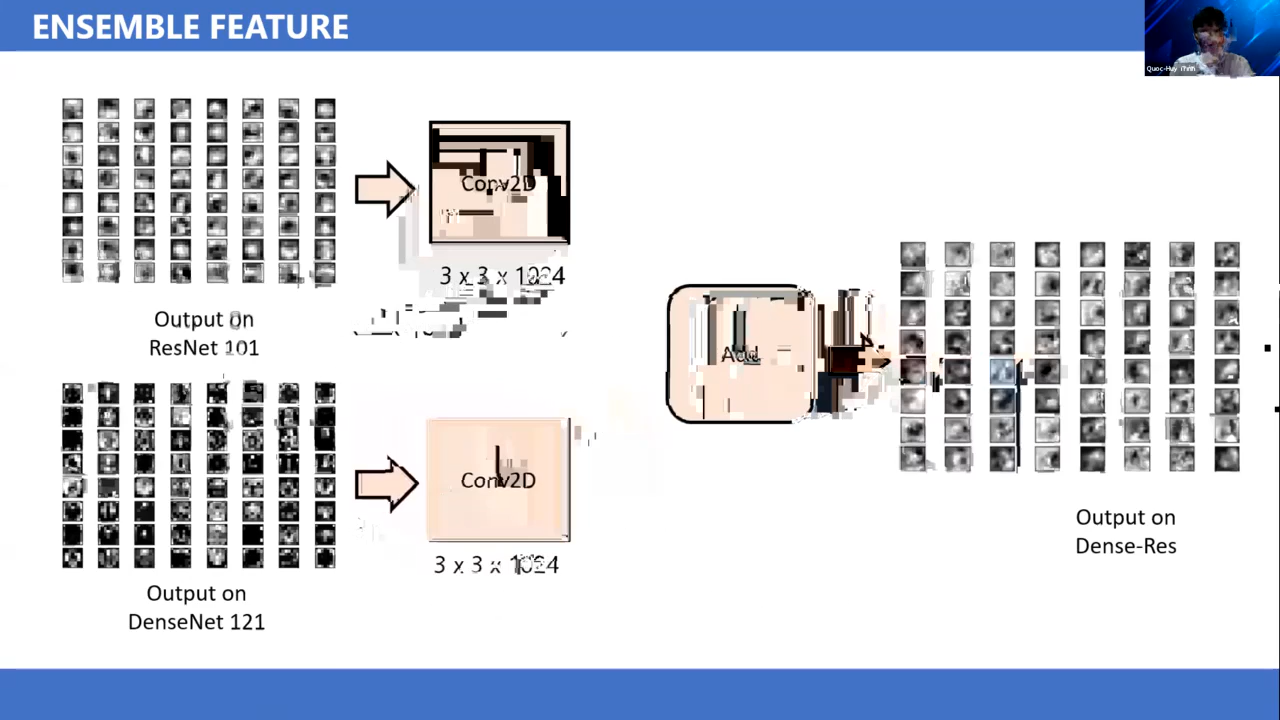 ENSEMBLE FEATURE
Conv2D
3 x 3 x 1024
Output on
ResNet 101
Add
Conv2D
3 x 3 x 1024
Output on
DenseNet 121
Output on
Dense-Res